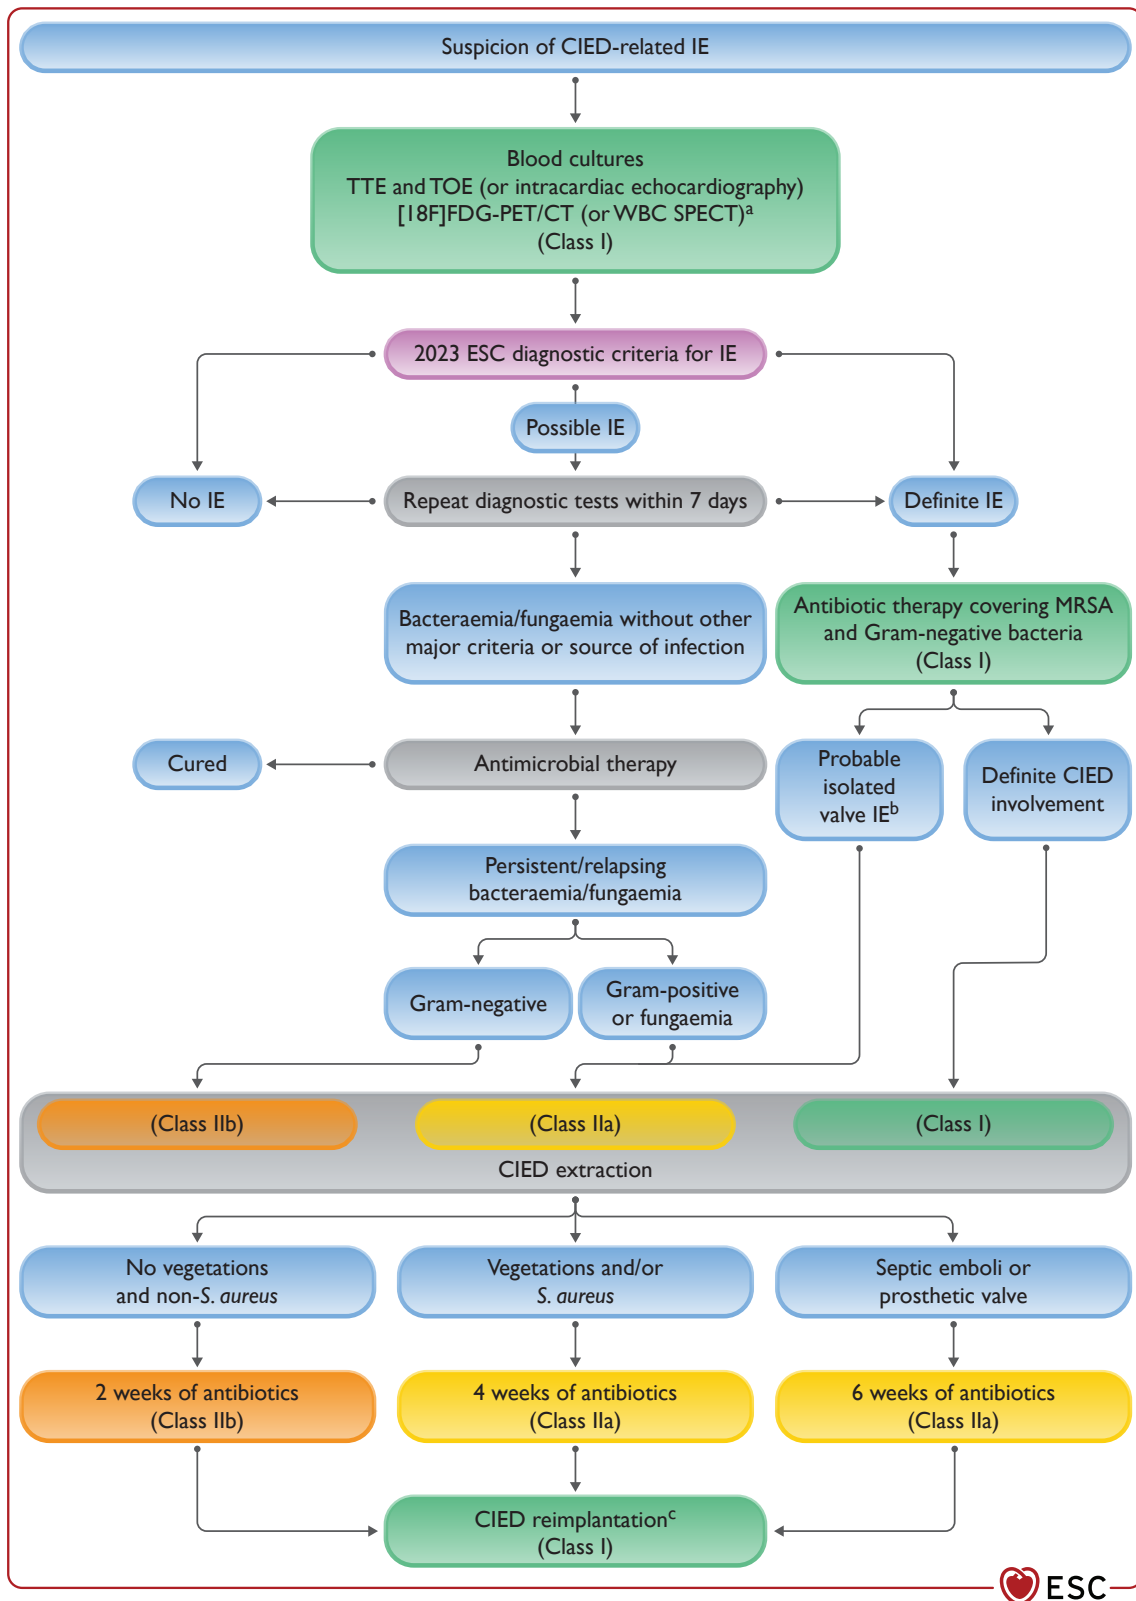 Suspicion of CIED-related IE
Blood cultures
TTE and TOE (or intracardiac echocardiography)
[18F]FDG-PET/CT (or WBC SPECT)a
(Class I)
2023 ESC diagnostic criteria for IE
Possible IE
No IE
Repeat diagnostic tests within 7 days
Definite IE
Bacteraemia/fungaemia without other
major criteria or source of infection
Antibiotic therapy covering MRSA
and Gram-negative bacteria
(Class I)
Cured
Antimicrobial therapy
Probable
isolated
valve IEb
Definite CIED
involvement
Persistent/relapsing
bacteraemia/fungaemia
Gram-negative
Gram-positive
or fungaemia
(Class IIb)
(Class IIa)
(Class I)
CIED extraction
No vegetations
and non-S. aureus
Vegetations and/or
S. aureus
Septic emboli or
prosthetic valve
2 weeks of antibiotics
(Class IIb)
4 weeks of antibiotics
(Class IIa)
6 weeks of antibiotics
(Class IIa)
CIED reimplantationc
(Class I)
ESC